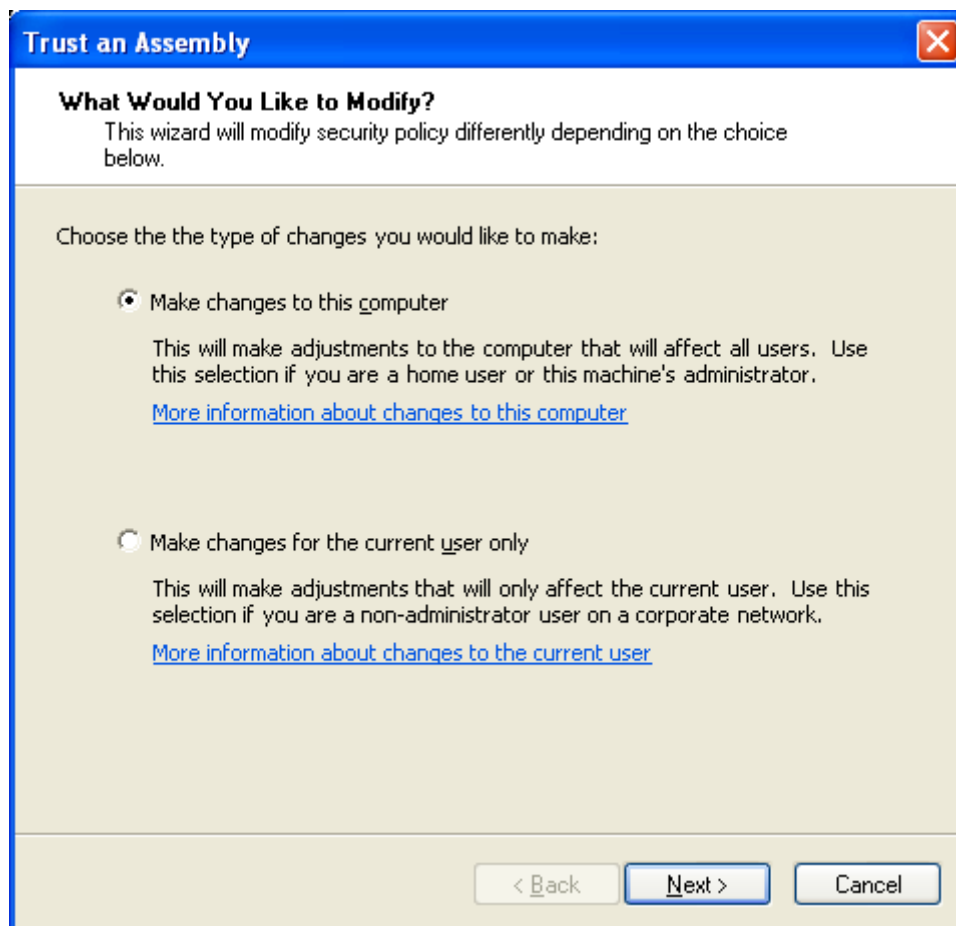 Trust an Assembly
What Would You Like to Modify?
This wizard will modify security policy differently depending on the choice
below.
Choose the the type of changes you would like to make:
Make changes to this computer
This will make adjustments to the computer that will affect all users. Use
this selection if you are a home user or this machine's administrator.
More information about changes to this computer
Make changes for the current user only
This will make adjustments that will only affect the current user. Use this
selection if you are a non-administrator user on a corporate network.
More information about changes to the current user
< Back Next > Cancel